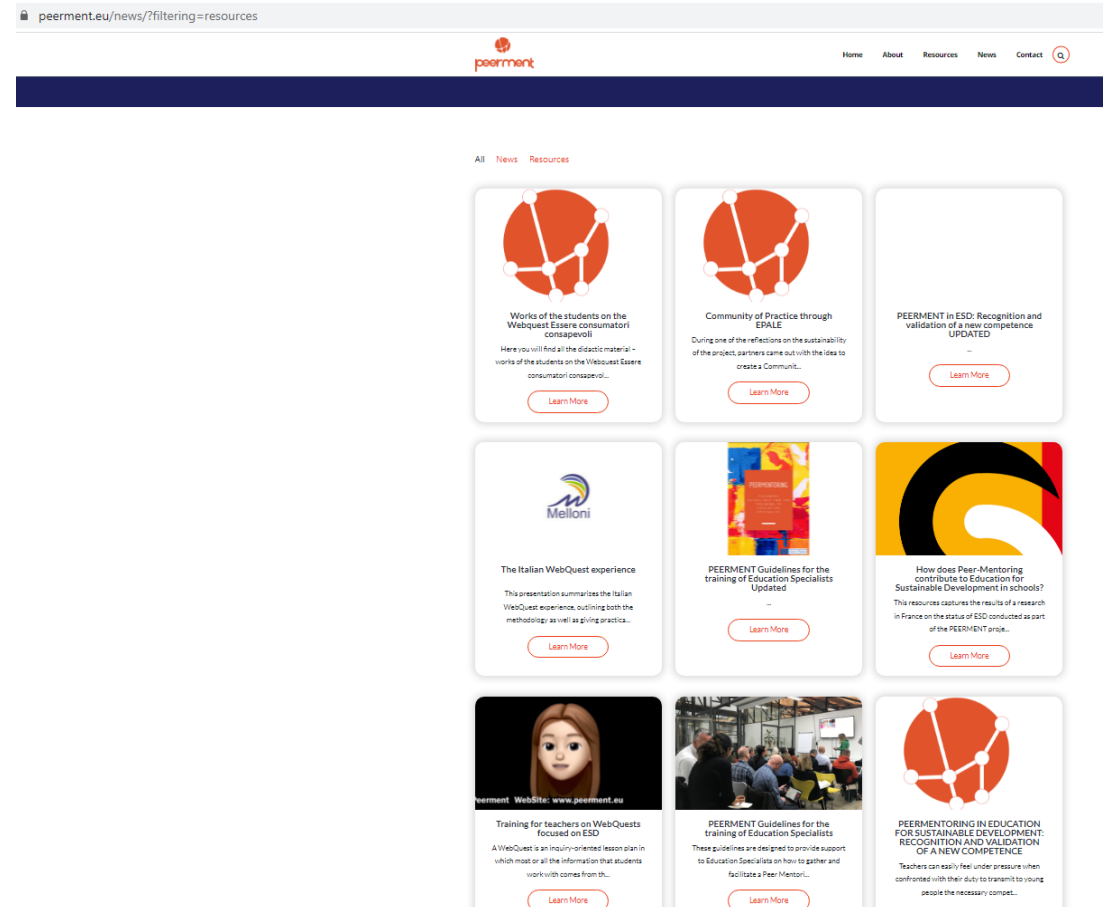 peerment.eu/news/?filtering=resources
peerment
Home About Resources News Contact
All News Resources
Works of the students on the
Webquest Essere consumatori
consapevoli
Here you will find all the didactic material –
works of the students on the Webquest Essere
consumatori consapevoi...
Learn More
Community of Practice through
EPALE
During one of the reflections on the sustainability
of the project, partners came out with the idea to
create a Communit...
Learn More
PEERMENT in ESD: Recognition and
validation of a new competence
UPDATED
...
Learn More
Melloni
The Italian WebQuest experience
This presentation summarizes the Italian
WebQuest experience, outlining both the
methodology as well as giving practica...
Learn More
PEERMENTORING
PEERMENT Guidelines for the
training of Education Specialists
Updated
...
Learn More
How does Peer-Mentoring
contribute to Education for
Sustainable Development in schools?
This resources captures the results of a research
in France on the status of ESD conducted as part
of the PEERMENT proje...
Learn More
eerment WebSite: www.peerment.eu
Training for teachers on WebQuests
focused on ESD
A WebQuest is an inquiry-oriented lesson plan in
which most or all the information that students
work with comes from th...
Learn More
PEERMENT Guidelines for the
training of Education Specialists
These guidelines are designed to provide support
to Education Specialists on how to gather and
facilitate a Peer Mentori...
Learn More
PEERMENTORING IN EDUCATION
FOR SUSTAINABLE DEVELOPMENT:
RECOGNITION AND VALIDATION
OF A NEW COMPETENCE
Teachers can easily feel under pressure when
confronted with their duty to transmit to young
people the necessary compet...